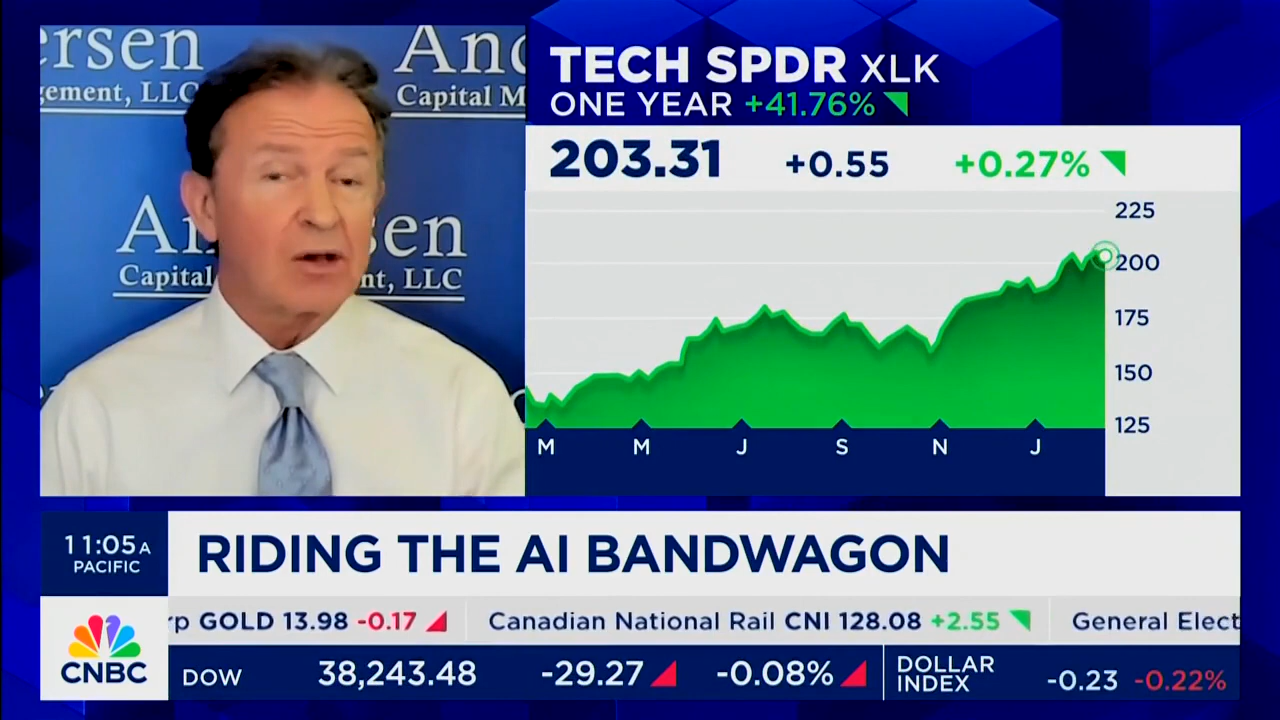 ersen
gement, LLC
And
Capital M
An sen
Capital nt, LLC
TECH SPDR XLK
ONE YEAR +41.76%
203.31 +0.55 +0.27%
225
200
175
150
125
M M J S N J
11:05A
PACIFIC
RIDING THE AI BANDWAGON
rp GOLD 13.98 -0.17 Canadian National Rail CNI 128.08 +2.55 General Elect
CNBC
DOW 38,243.48 -29.27 -0.08% DOLLAR
INDEX -0.23 -0.22%